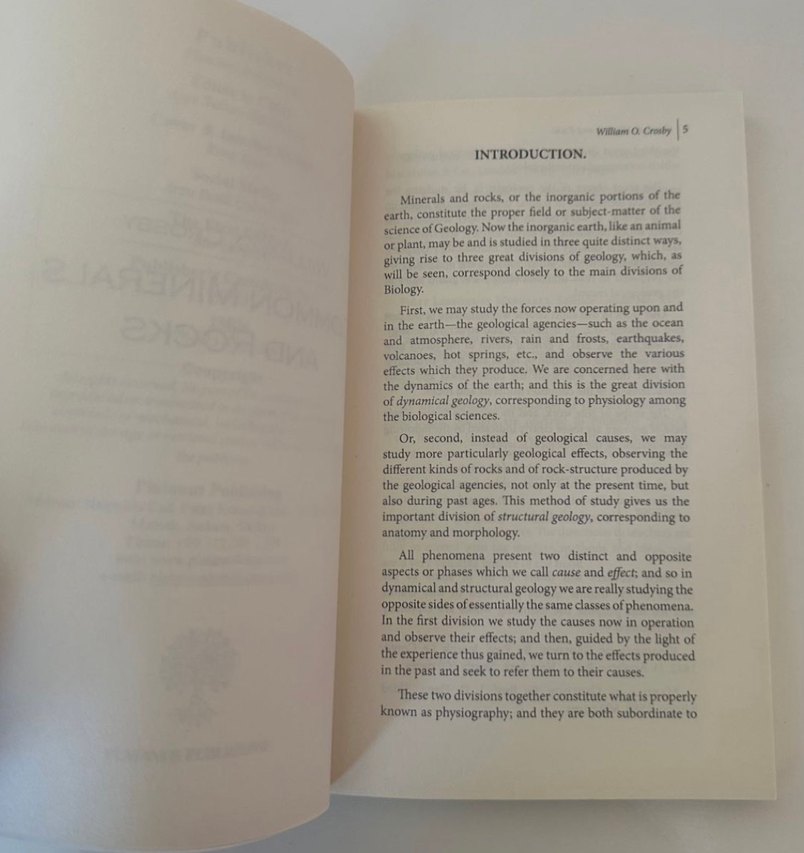 William O. Crosby | 5
INTRODUCTION.
Minerals and rocks, or the inorganic portions of the
earth, constitute the proper field or subject-matter of the
science of Geology. Now the inorganic earth, like an animal
or plant, may be and is studied in three quite distinct ways,
giving rise to three great divisions of geology, which, as
will be seen, correspond closely to the main divisions of
Biology.
First, we may study the forces now operating upon and
in the earth—the geological agencies—such as the ocean
and atmosphere, rivers, rain and frosts, earthquakes,
volcanoes, hot springs, etc., and observe the various
effects which they produce. We are concerned here with
the dynamics of the earth; and this is the great division
of dynamical geology, corresponding to physiology among
the biological sciences.
Or, second, instead of geological causes, we may
study more particularly geological effects, observing the
different kinds of rocks and of rock-structure produced by
the geological agencies, not only at the present time, but
also during past ages. This method of study gives us the
important division of structural geology, corresponding to
anatomy and morphology.
All phenomena present two distinct and opposite
aspects or phases which we call cause and effect; and so in
dynamical and structural geology we are really studying the
opposite sides of essentially the same classes of phenomena.
In the first division we study the causes now in operation
and observe their effects; and then, guided by the light of
the experience thus gained, we turn to the effects produced
in the past and seek to refer them to their causes.
These two divisions together constitute what is properly
known as physiography; and they are both subordinate to